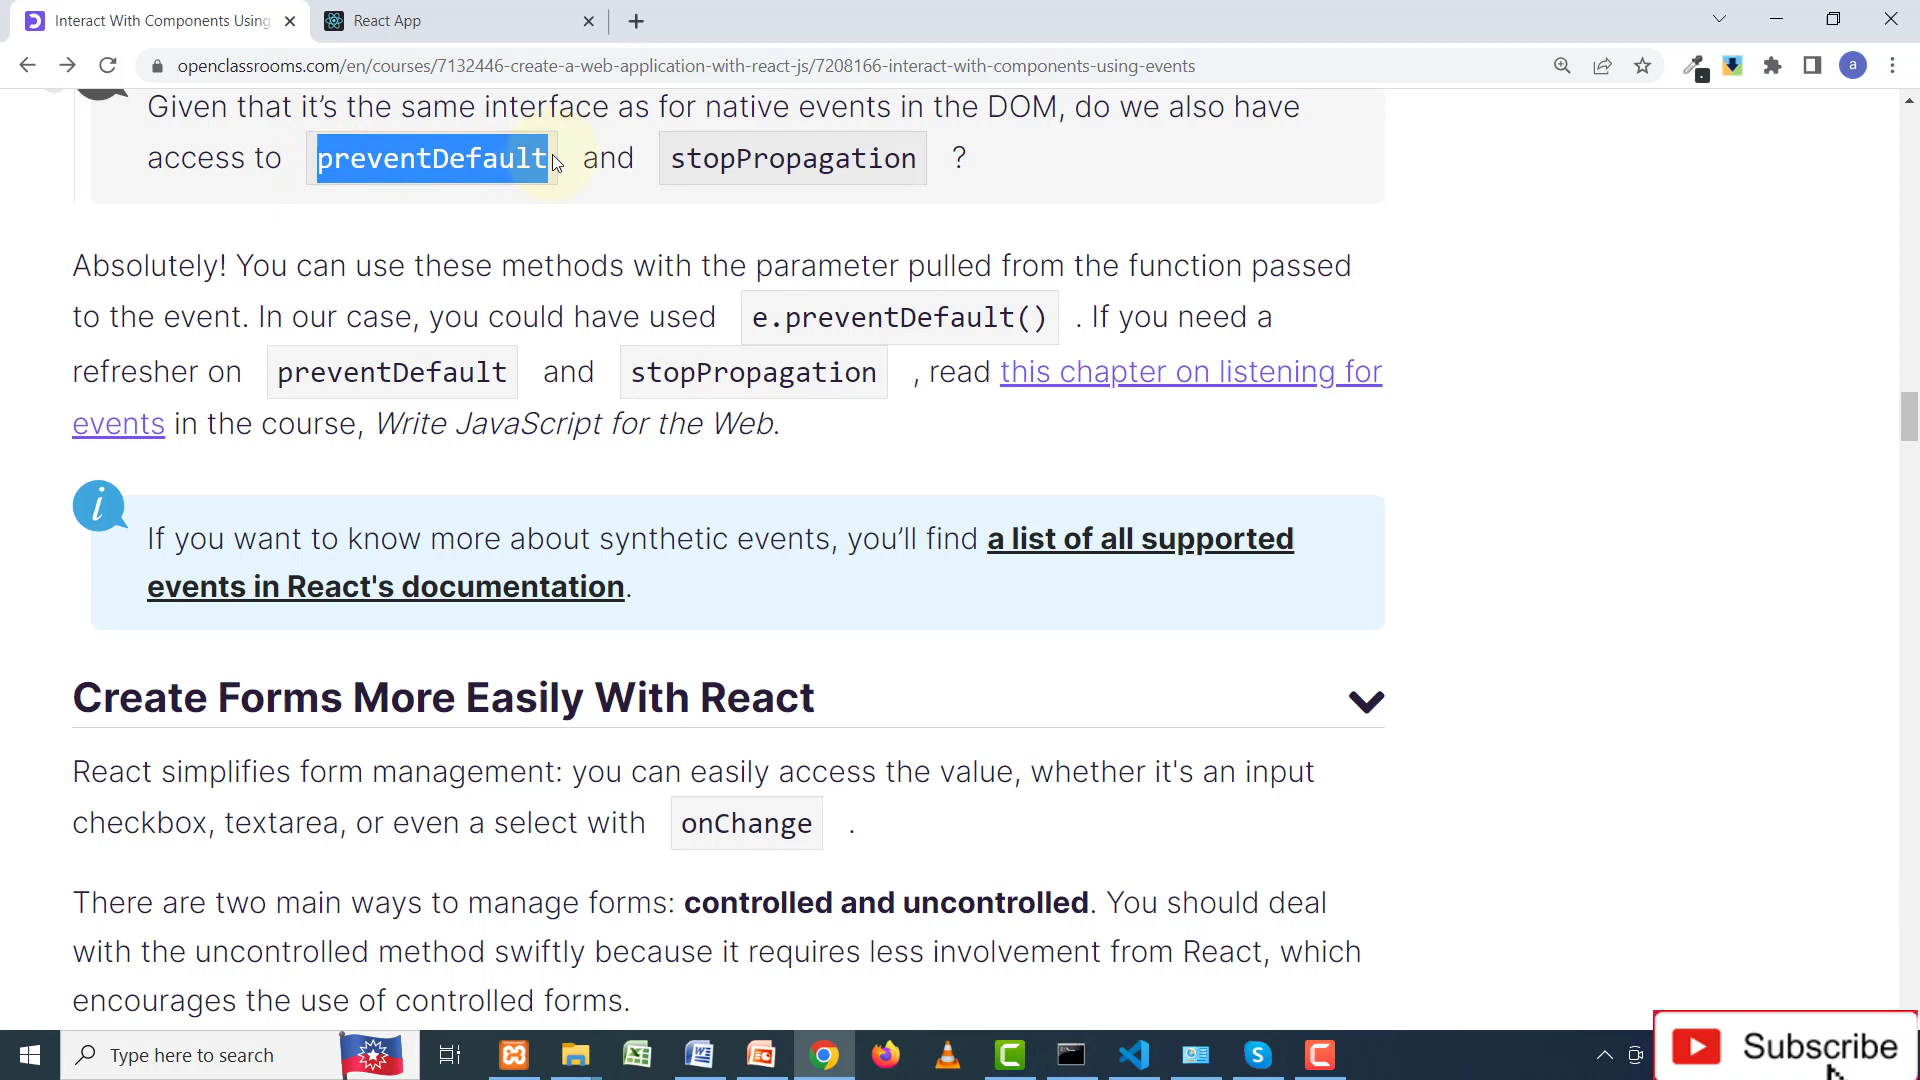 Interact With Components Using
React App
openclassrooms.com/en/courses/7132446-create-a-web-application-with-react-js/7208166-interact-with-components-using-events
a
Given that it’s the same interface as for native events in the DOM, do we also have
access to preventDefault and stopPropagation ?
Absolutely! You can use these methods with the parameter pulled from the function passed
to the event. In our case, you could have used e.preventDefault() . If you need a
refresher on preventDefault and stopPropagation , read this chapter on listening for
events in the course, Write JavaScript for the Web.
i
If you want to know more about synthetic events, you’ll find a list of all supported
events in React's documentation.
Create Forms More Easily With React
React simplifies form management: you can easily access the value, whether it's an input
checkbox, textarea, or even a select with onChange .
There are two main ways to manage forms: controlled and uncontrolled. You should deal
with the uncontrolled method swiftly because it requires less involvement from React, which
encourages the use of controlled forms.
Type here to search
Subscribe